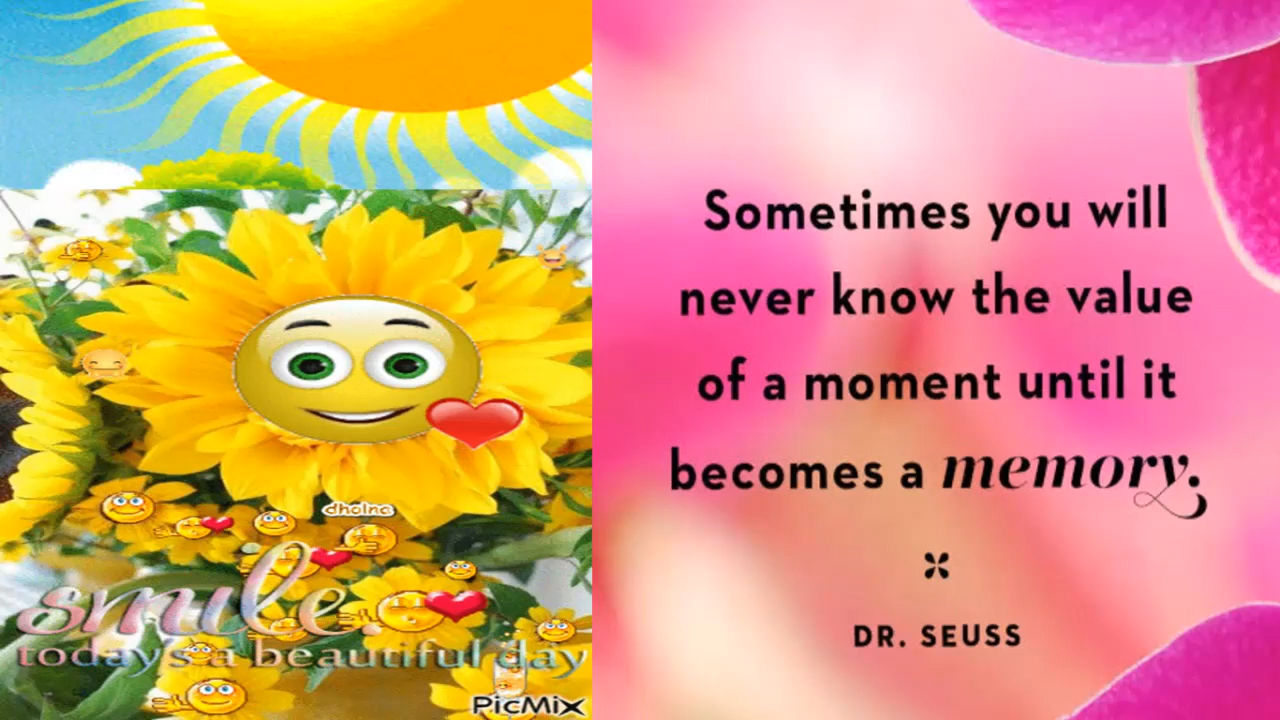 dhoinc
smile.
today's a beautiful day
PicMix
Sometimes you will
never know the value
of a moment until it
becomes a memory.
DR. SEUSS